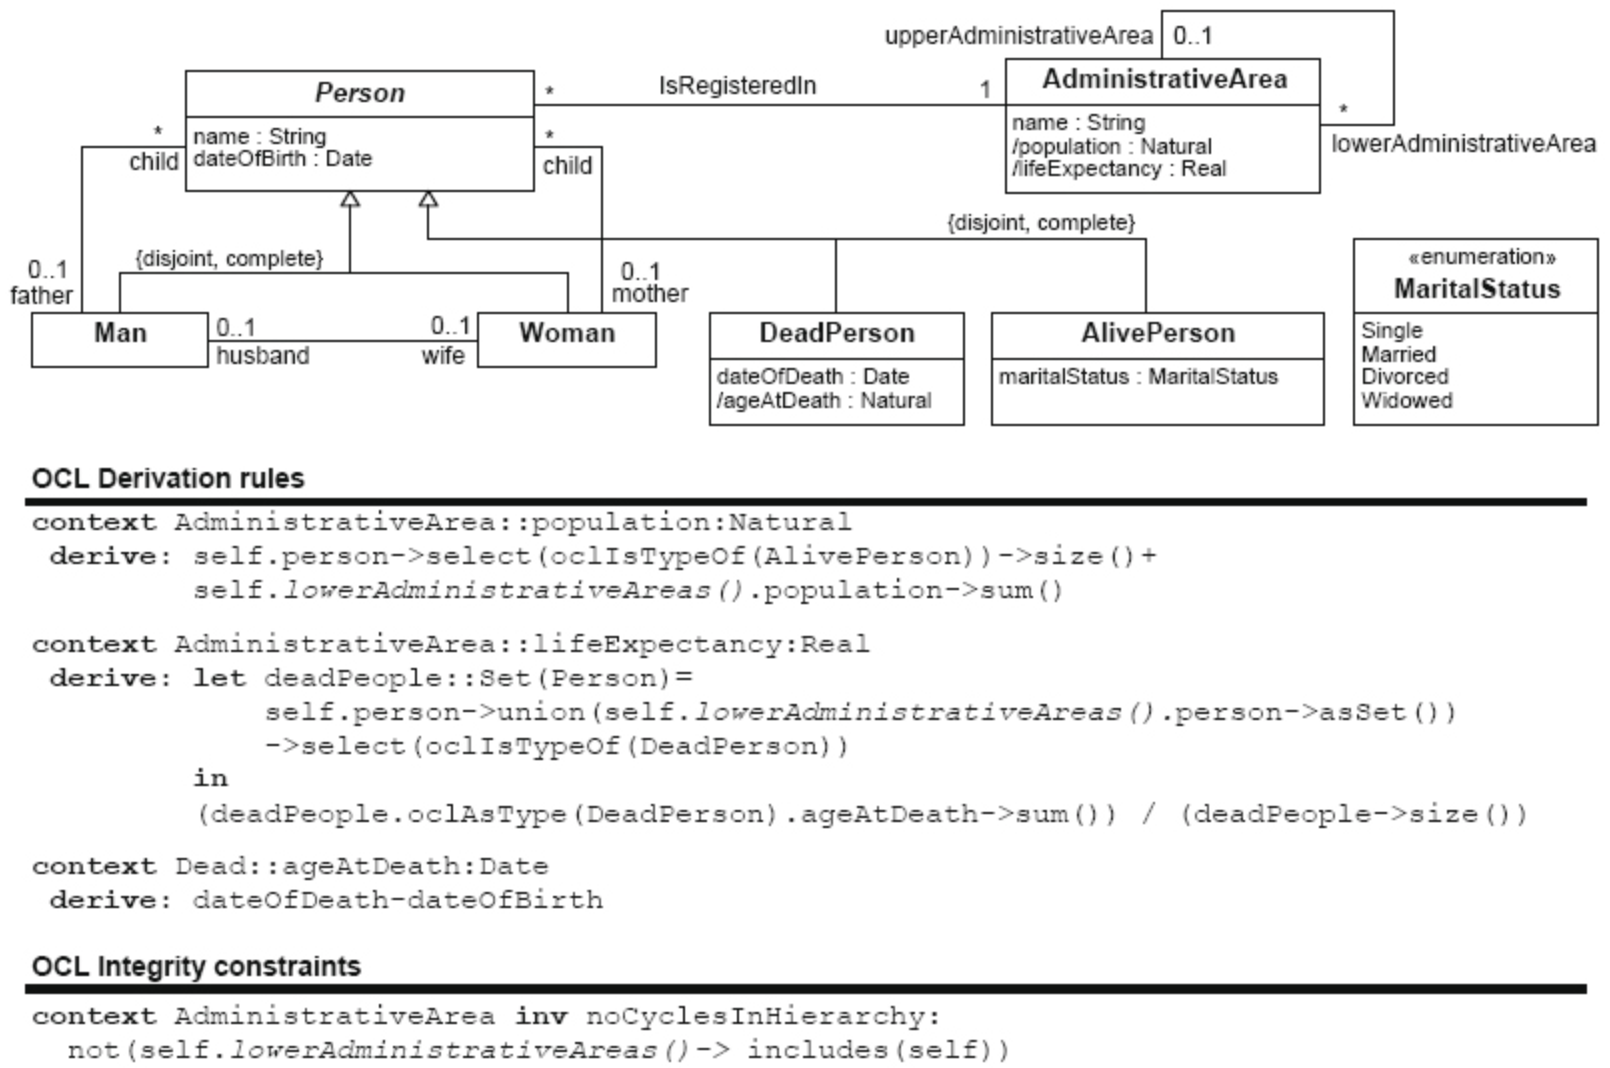 upperAdministrativeArea 0..1
Person
* IsRegisteredIn 1
AdministrativeArea
name : String
dateOfBirth : Date
name : String
/population : Natural
/lifeExpectancy : Real
*
lowerAdministrativeArea
*
child
*
child
{disjoint, complete}
{disjoint, complete}
0..1
father
0..1
mother
Man
0..1
husband
0..1
wife
Woman
DeadPerson
dateOfDeath : Date
/ageAtDeath : Natural
AlivePerson
maritalStatus : MaritalStatus
«enumeration»
MaritalStatus
Single
Married
Divorced
Widowed
OCL Derivation rules
context AdministrativeArea::population:Natural
derive: self.person->select(oclIsTypeOf(AlivePerson))->size()+
self.lowerAdministrativeAreas().population->sum()
context AdministrativeArea::lifeExpectancy:Real
derive: let deadPeople::Set(Person)=
self.person->union(self.lowerAdministrativeAreas().person->asSet())
->select(oclIsTypeOf(DeadPerson))
in
(deadPeople.oclAsType(DeadPerson).ageAtDeath->sum()) / (deadPeople->size())
context Dead::ageAtDeath:Date
derive: dateOfDeath-dateOfBirth
OCL Integrity constraints
context AdministrativeArea inv noCyclesInHierarchy:
not(self.lowerAdministrativeAreas()-> includes(self))